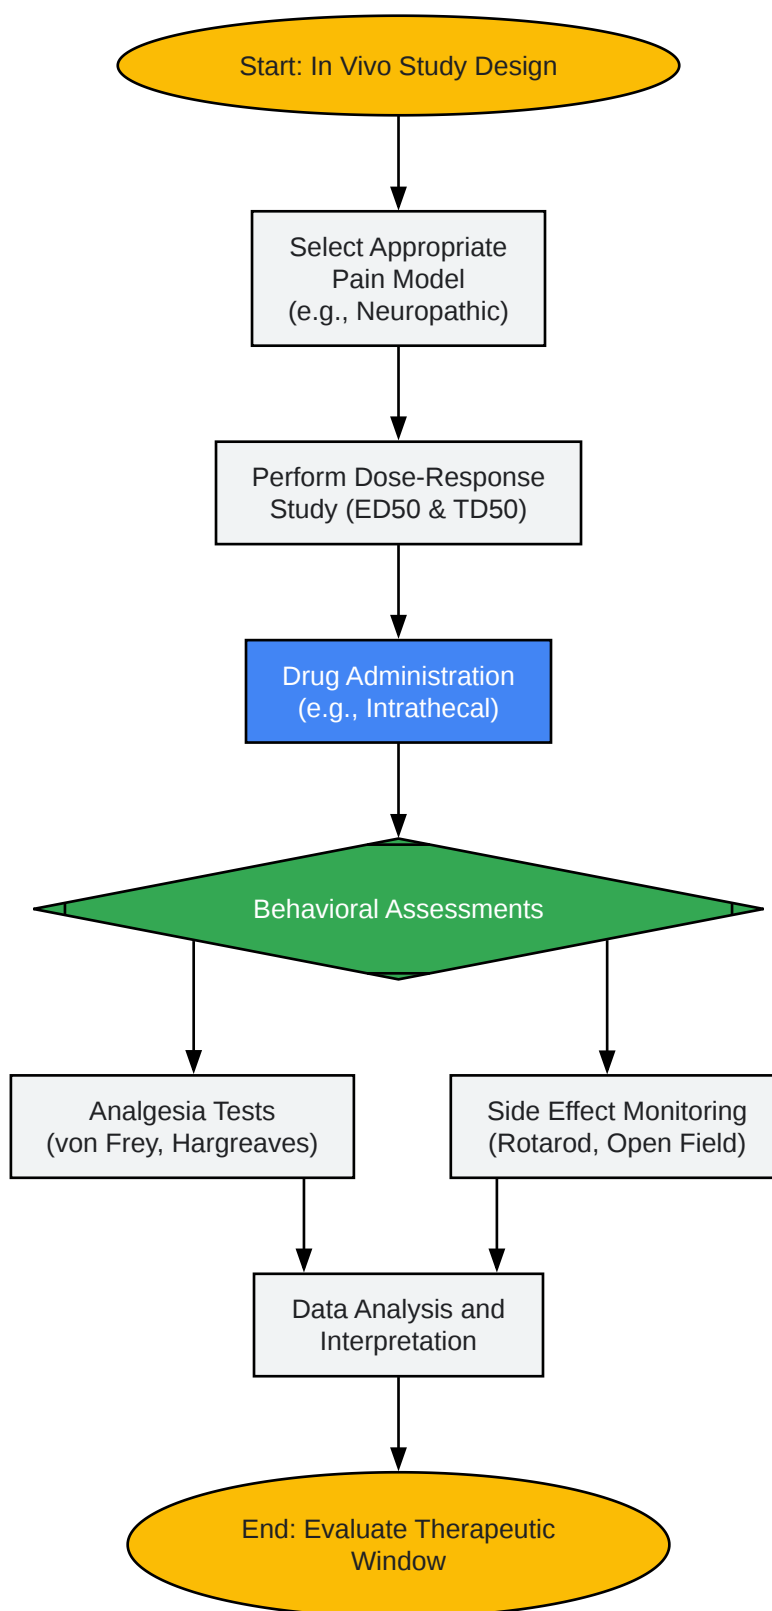 Start: In Vivo Study Design
Select Appropriate
Pain Model
(e.g., Neuropathic)
Perform Dose-Response
Study (ED50 & TD50)
Drug Administration
(e.g., Intrathecal)
Behavioral Assessments
Analgesia Tests
(von Frey, Hargreaves)
Side Effect Monitoring
(Rotarod, Open Field)
Data Analysis and
Interpretation
End: Evaluate Therapeutic
Window